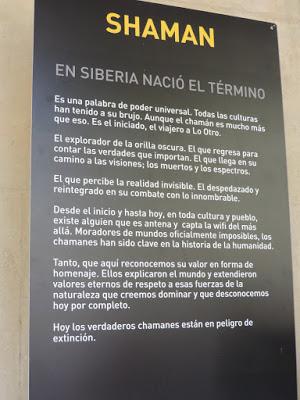 SHAMAN
EN SIBERIA NACIÓ EL TÉRMINO
Es una palabra de poder universal. Todas las culturas
han tenido a su brujo. Aunque el chamán es mucho más
que eso. Es el iniciado, el viajero a Lo Otro.
El explorador de la orilla oscura. El que regresa para
contar las verdades que importan. El que llega en su
camino a las visiones; los muertos y los espectros.
El que percibe la realidad invisible. El despedazado y
reintegrado en su combate con lo innombrable.
Desde el inicio y hasta hoy, en toda cultura y pueblo,
existe alguien que es antena y capta la wifi del más
allá. Moradores de mundos oficialmente imposibles, los
chamanes han sido clave en la historia de la humanidad.
Tanto, que aquí reconocemos su valor en forma de
homenaje. Ellos explicaron el mundo y extendieron
valores eternos de respeto a esas fuerzas de la
naturaleza que creemos dominar y que desconocemos
hoy por completo.
Hoy los verdaderos chamanes están en peligro de
extinción.